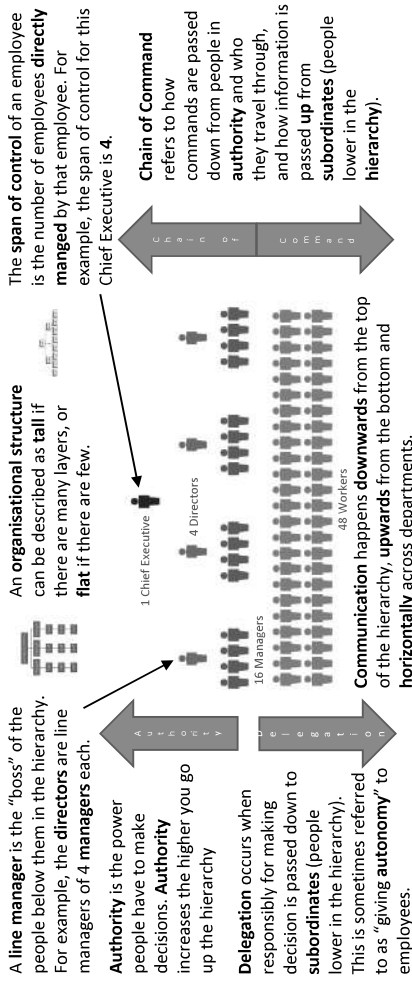 A line manager is the “boss” of the
people below them in the hierarchy.
For example, the directors are line
managers of 4 managers each.
An organisational structure
can be described as tall if
there are many layers, or
flat if there are few.
The span of control of an employee
is the number of employees directly
manged by that employee. For
example, the span of control for this
Chief Executive is 4.
Authority is the power
people have to make
decisions. Authority
increases the higher you go
up the hierarchy
Authority
1 Chief Executive
4 Directors
16 Managers
48 Workers
Chain of
Command
Chain of Command
refers to how
commands are passed
down from people in
authority and who
they travel through,
and how information is
passed up from
subordinates (people
lower in the
hierarchy).
Delegation occurs when
responsibly for making
decision is passed down to
subordinates (people
lower in the hierarchy).
This is sometimes referred
to as “giving autonomy” to
employees.
Delegation
Communication happens downwards from the top
of the hierarchy, upwards from the bottom and
horizontally across departments.